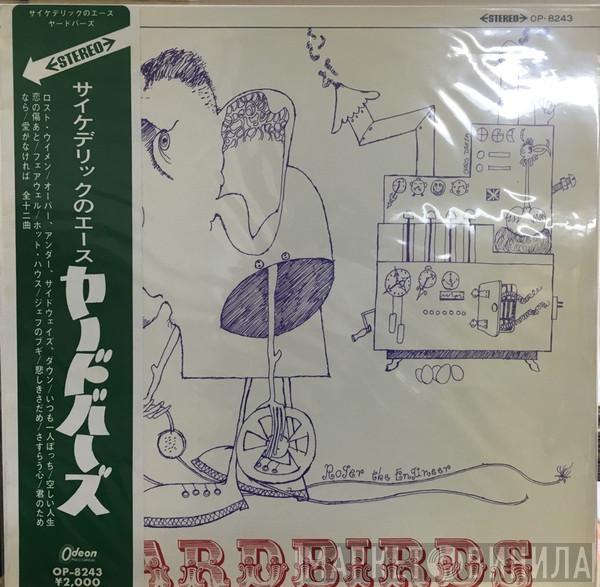 サイケデリックのエース
ヤードバーズ
STEREO
サイケデリックのエース
ヤードバーズ
ロスト・ウイメン/オーバー、アンダー、サイドウェイズ、ダウン/いつも一人ぼっち/空しい人生
恋の傷あと/フェアウェル/ホット・ハウス/ジェフのブギ/悲しきさだめ/さすらう心/君のため
なら/愛がなければ 全十二曲
Odeon
OP-8243
¥2,000
STEREO OP-8243
Roger the Engineer
ARDBIRDS